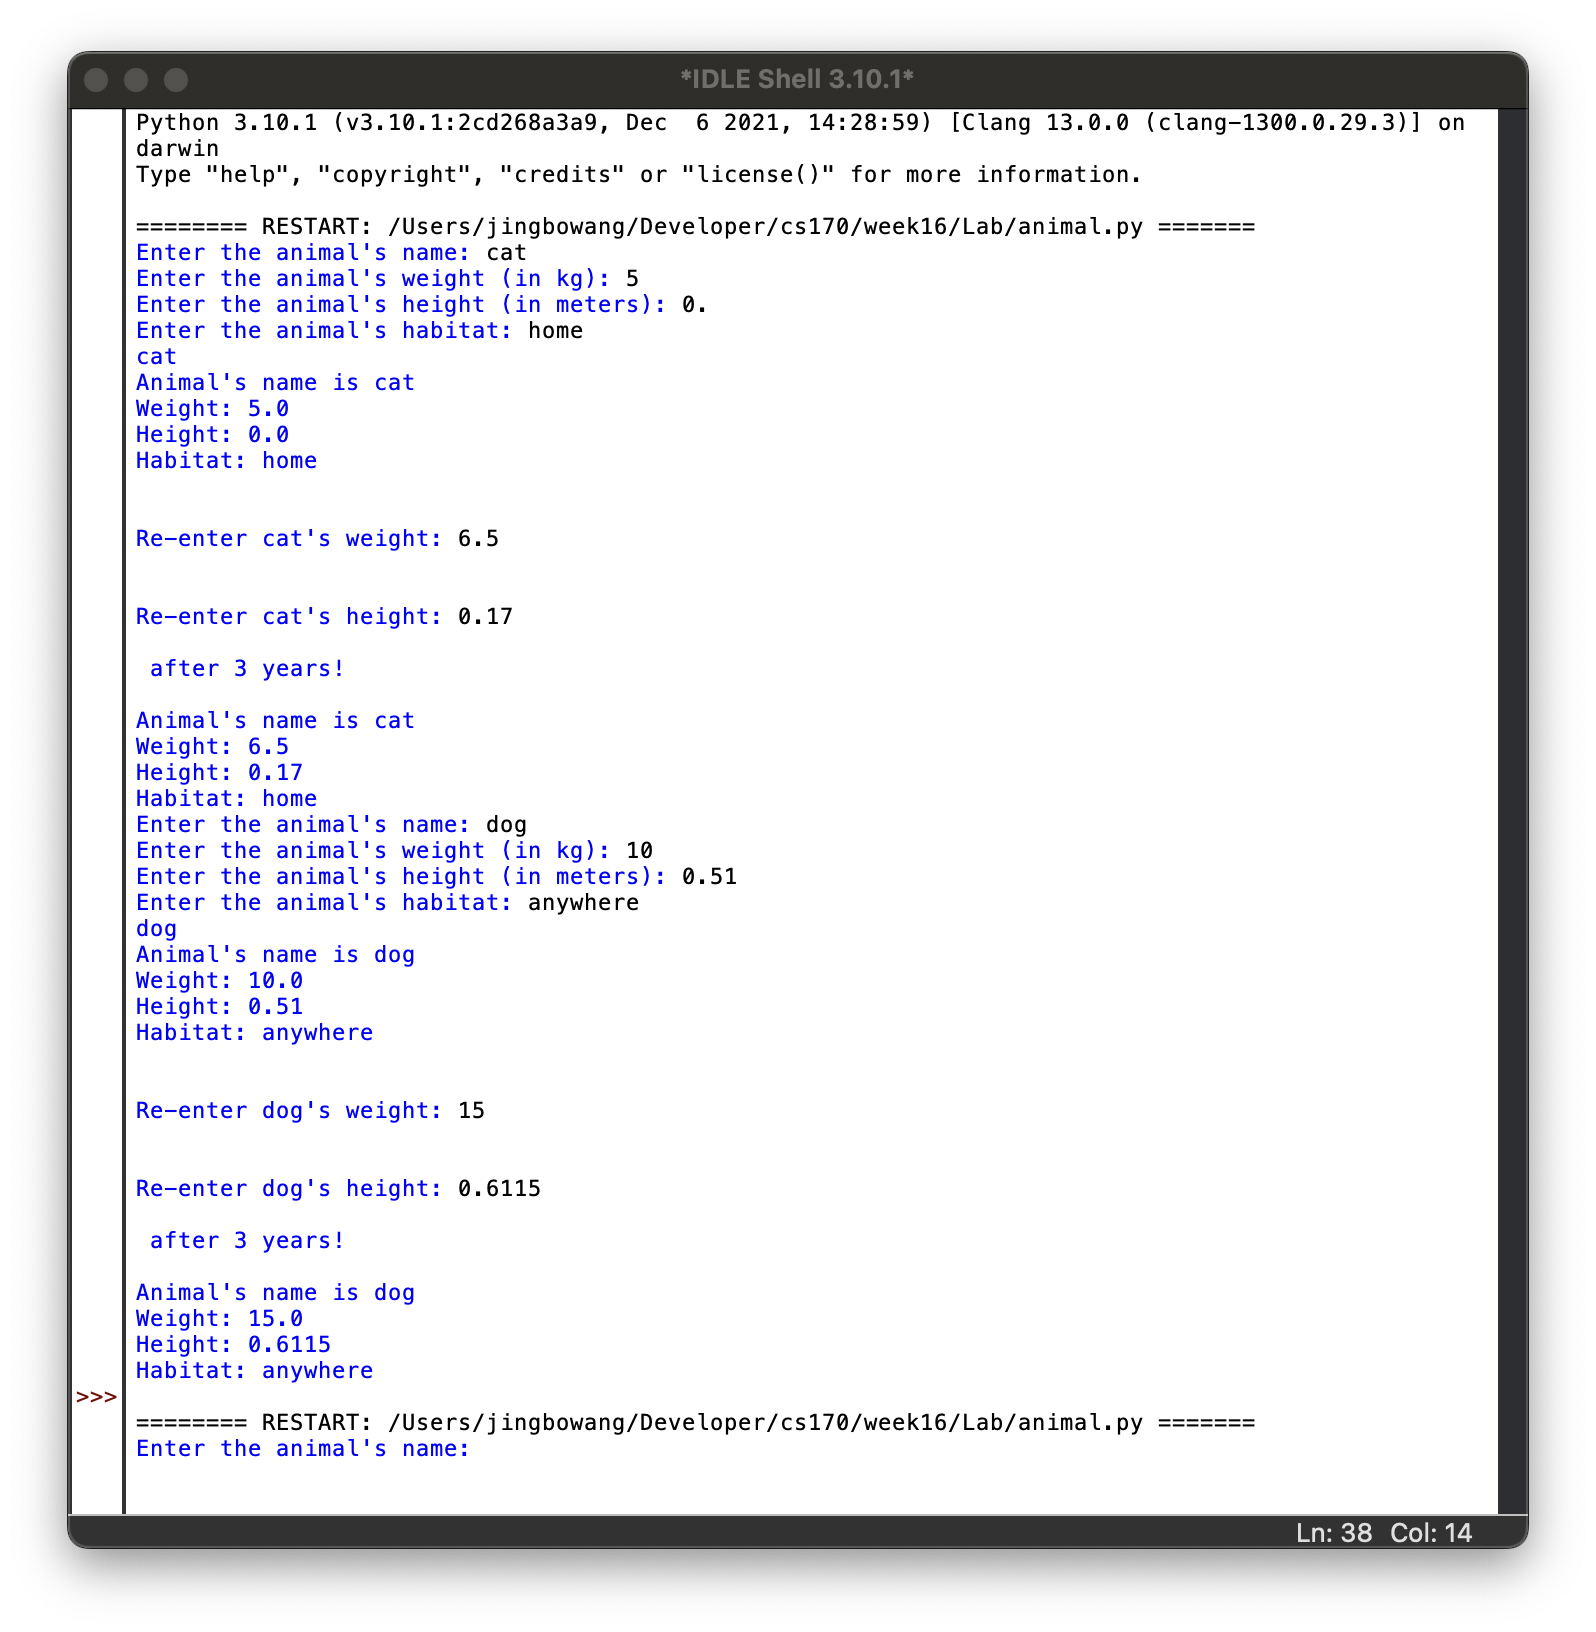 *IDLE Shell 3.10.1*
Python 3.10.1 (v3.10.1:2cd268a3a9, Dec  6 2021, 14:28:59) [Clang 13.0.0 (clang-1300.0.29.3)] on
darwin
Type "help", "copyright", "credits" or "license()" for more information.
======== RESTART: /Users/jingbowang/Developer/cs170/week16/Lab/animal.py =======
Enter the animal's name: cat
Enter the animal's weight (in kg): 5
Enter the animal's height (in meters): 0.
Enter the animal's habitat: home
cat
Animal's name is cat
Weight: 5.0
Height: 0.0
Habitat: home
Re-enter cat's weight: 6.5
Re-enter cat's height: 0.17
after 3 years!
Animal's name is cat
Weight: 6.5
Height: 0.17
Habitat: home
Enter the animal's name: dog
Enter the animal's weight (in kg): 10
Enter the animal's height (in meters): 0.51
Enter the animal's habitat: anywhere
dog
Animal's name is dog
Weight: 10.0
Height: 0.51
Habitat: anywhere
Re-enter dog's weight: 15
Re-enter dog's height: 0.6115
after 3 years!
Animal's name is dog
Weight: 15.0
Height: 0.6115
Habitat: anywhere
>>>
======== RESTART: /Users/jingbowang/Developer/cs170/week16/Lab/animal.py =======
Enter the animal's name:
Ln: 38 Col: 14